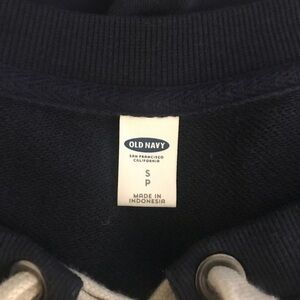 OLD NAVY
SAN FRANCISCO
CALIFORNIA
S
P
MADE IN
INDONESIA